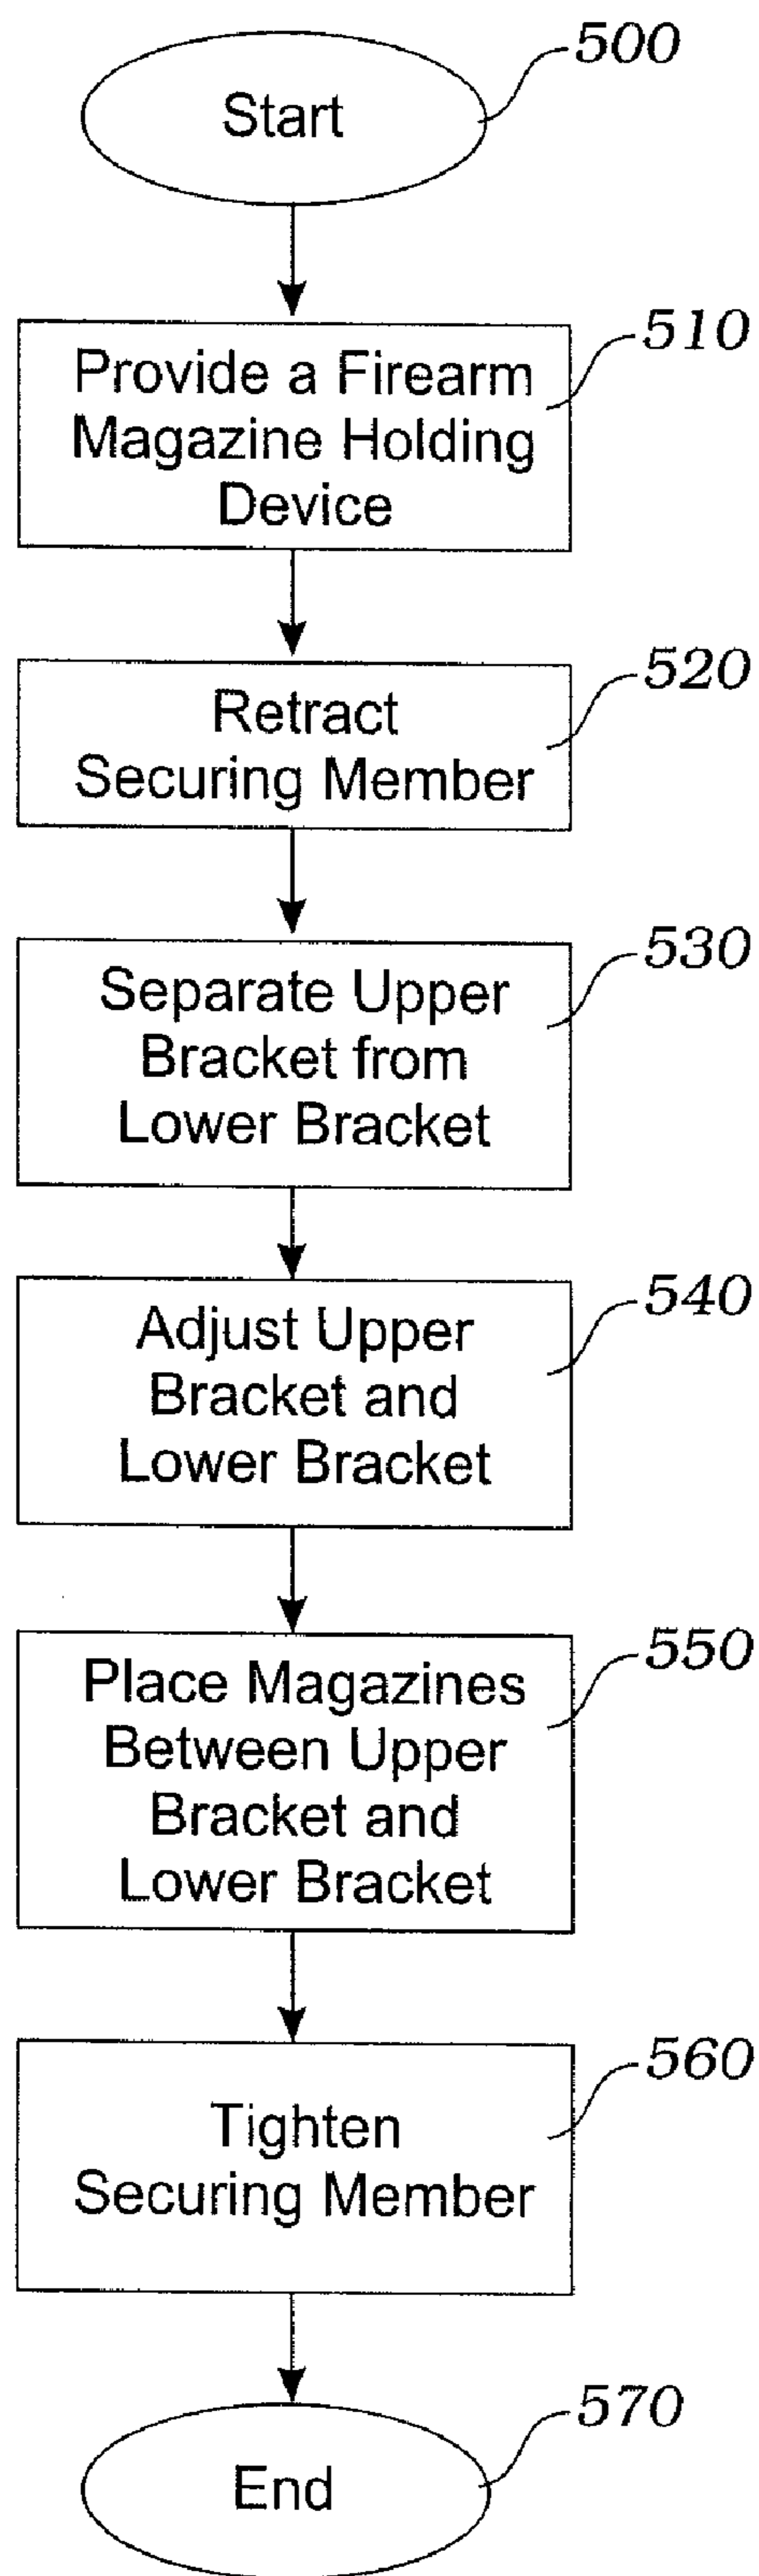 500
Start
510
Provide a Firearm
Magazine Holding
Device
520
Retract
Securing Member
530
Separate Upper
Bracket from
Lower Bracket
540
Adjust Upper
Bracket and
Lower Bracket
550
Place Magazines
Between Upper
Bracket and
Lower Bracket
560
Tighten
Securing Member
570
End